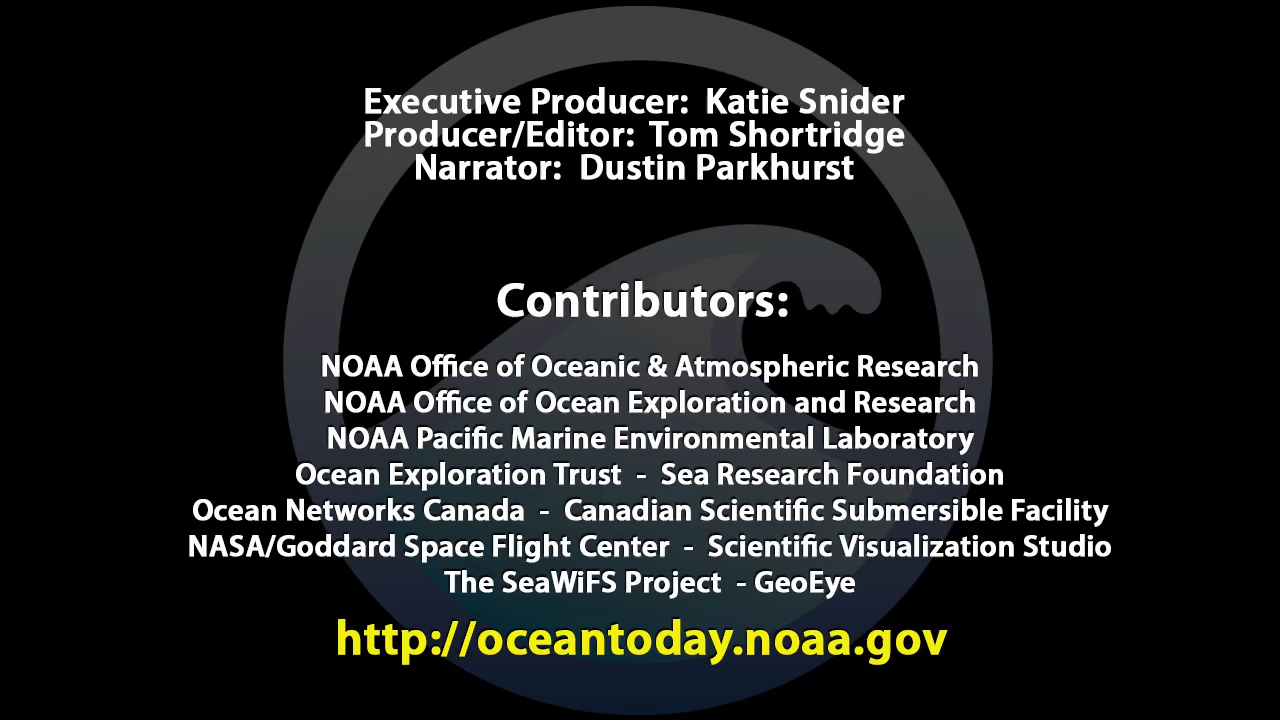 Executive Producer: Katie Snider
Producer/Editor: Tom Shortridge
Narrator: Dustin Parkhurst
Contributors:
NOAA Office of Oceanic & Atmospheric Research
NOAA Office of Ocean Exploration and Research
NOAA Pacific Marine Environmental Laboratory
Ocean Exploration Trust - Sea Research Foundation
Ocean Networks Canada - Canadian Scientific Submersible Facility
NASA/Goddard Space Flight Center - Scientific Visualization Studio
The SeaWiFS Project - GeoEye
http://oceantoday.noaa.gov